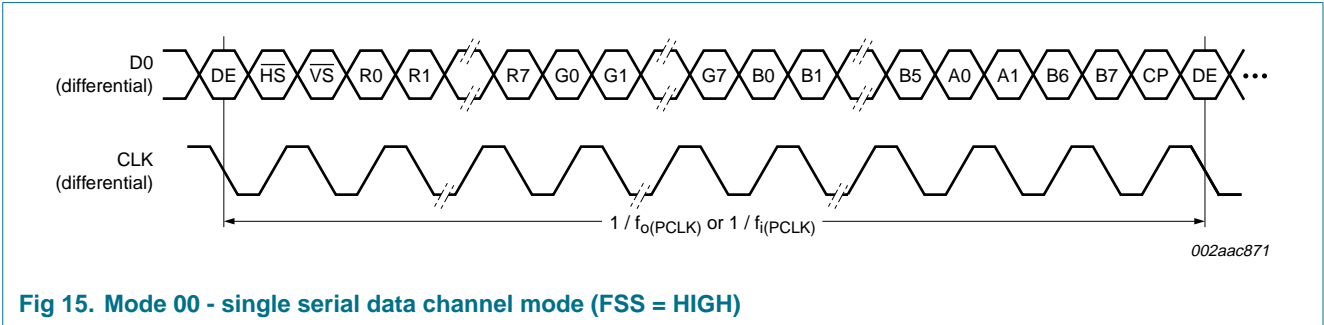 D0
(differential)
DE H̅S̅ V̅S̅ R0 R1 R7 G0 G1 G7 B0 B1 B5 A0 A1 B6 B7 CP DE •••
CLK
(differential)
1 / fo(PCLK) or 1 / fi(PCLK)
002aac871
Fig 15. Mode 00 - single serial data channel mode (FSS = HIGH)